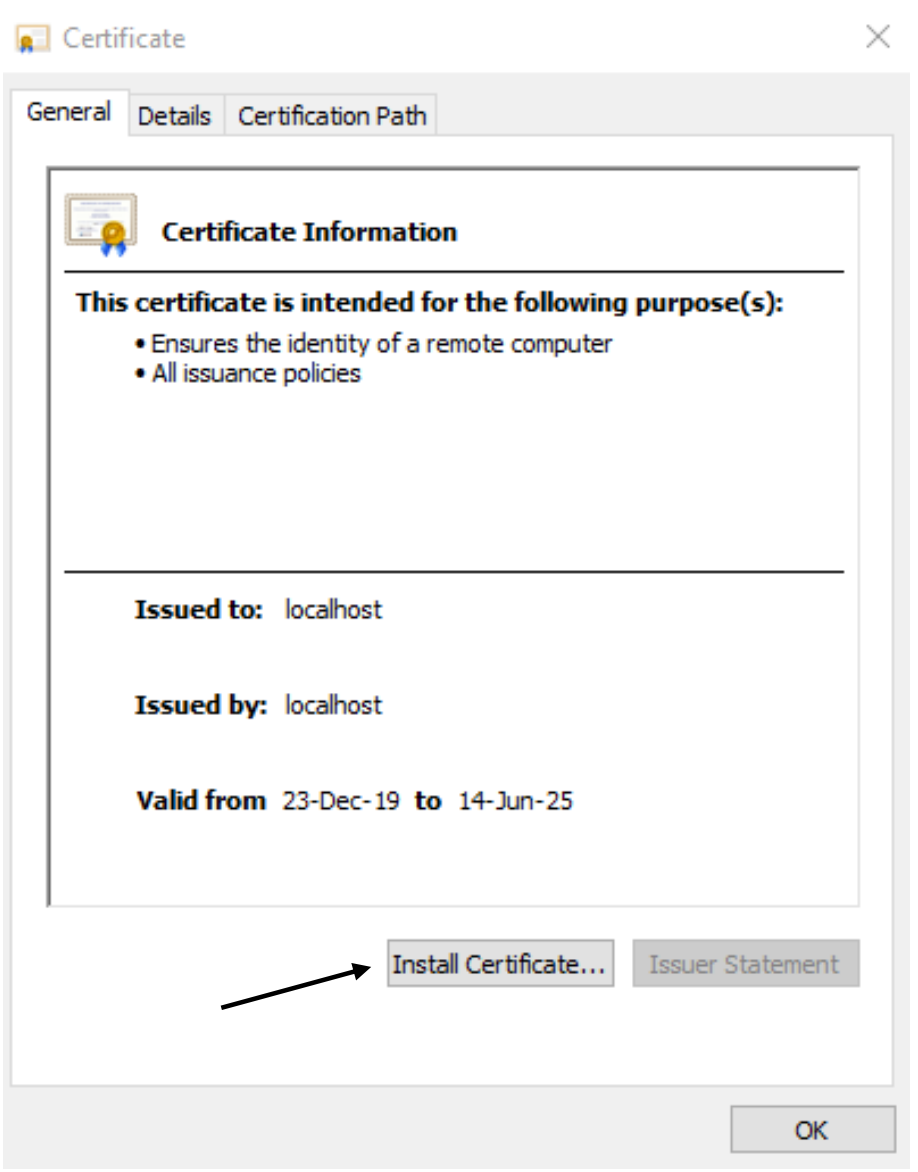 Certificate
General Details Certification Path
Certificate Information
This certificate is intended for the following purpose(s):
• Ensures the identity of a remote computer
• All issuance policies
Issued to: localhost
Issued by: localhost
Valid from 23-Dec-19 to 14-Jun-25
Install Certificate... Issuer Statement
OK